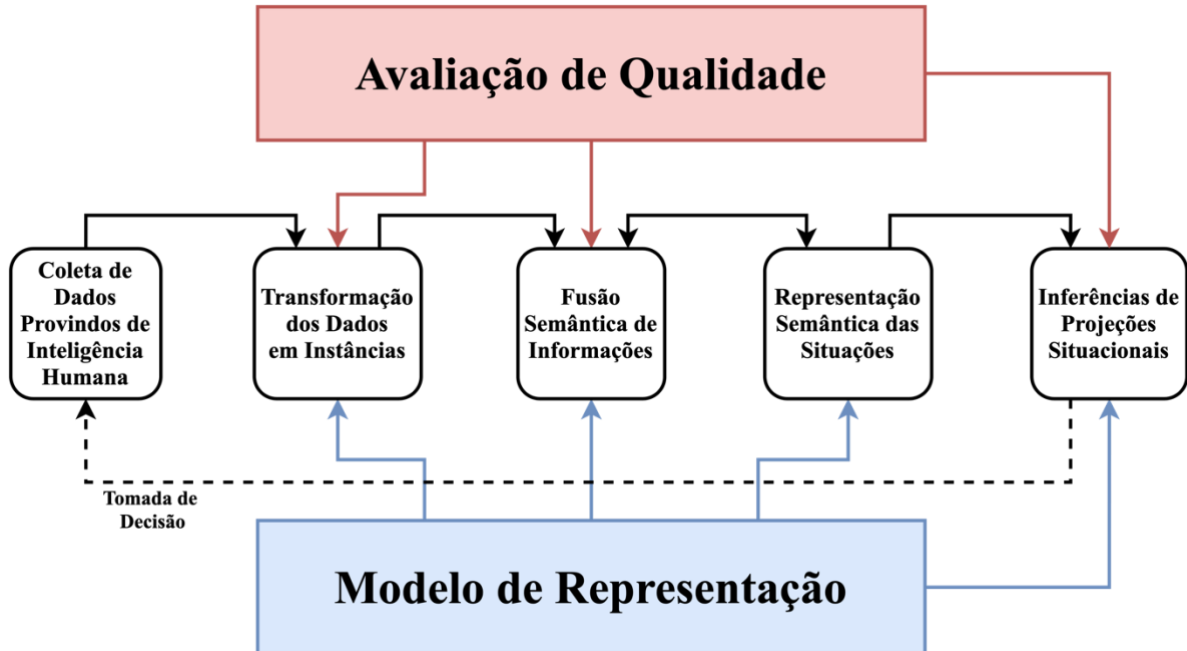 Avaliação de Qualidade
Coleta de
Dados
Provindos de
Inteligência
Humana
Transformação
dos Dados
em Instâncias
Fusão
Semântica de
Informações
Representação
Semântica das
Situações
Inferências de
Projeções
Situacionais
Tomada de
Decisão
Modelo de Representação